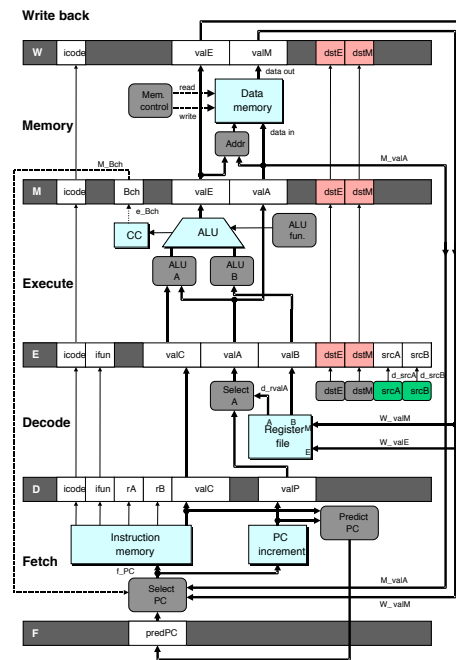 Write back
W icode valE valM dstE dstM
data out
Mem. control
read
write
Data memory
Addr
data in
Memory
M_Bch
M_valA
M icode Bch valE valA dstE dstM
e_Bch
CC
ALU
ALU fun.
ALU A
ALU B
Execute
E icode ifun valC valA valB dstE dstM srcA srcB
d_srcA d_srcB
Select A
d_rvalA
dstE dstM srcA srcB
A B M
Register file
E
W_valM
W_valE
Decode
D icode ifun rA rB valC valP
Predict PC
Instruction memory
PC increment
Fetch
f_PC
M_valA
Select PC
W_valM
F predPC